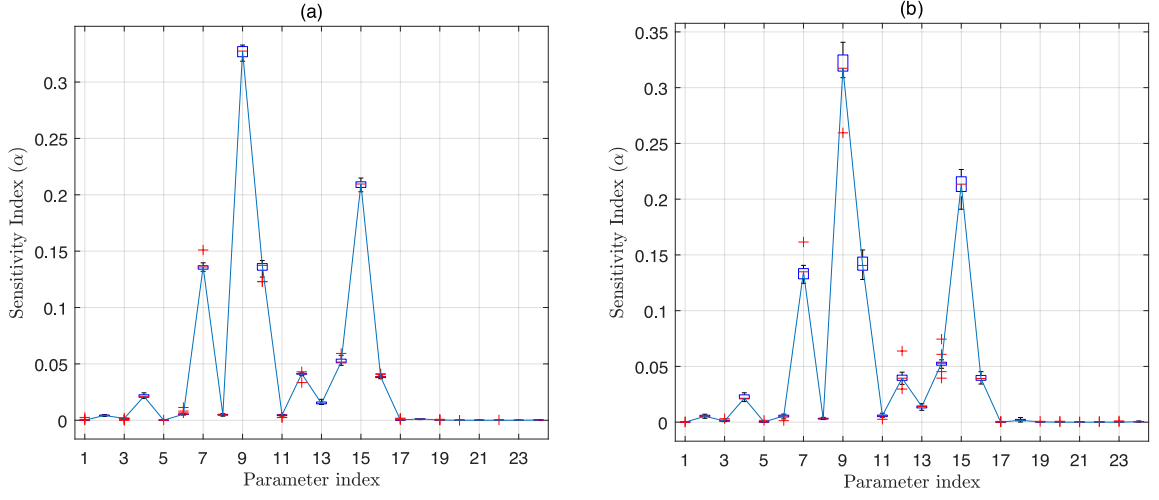 (a)
Sensitivity Index (α)
0.3
0.25
0.2
0.15
0.1
0.05
0
1 3 5 7 9 11 13 15 17 19 21 23
Parameter index
(b)
Sensitivity Index (α)
0.35
0.3
0.25
0.2
0.15
0.1
0.05
0
1 3 5 7 9 11 13 15 17 19 21 23
Parameter index